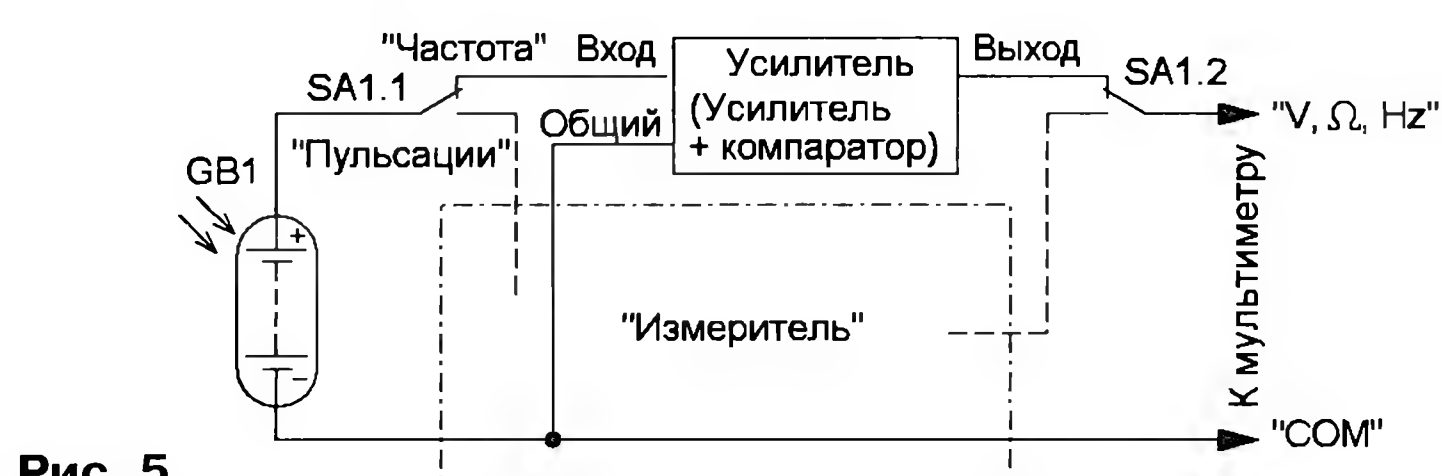 "Частота" Вход
Усилитель
(Усилитель
+ компаратор)
Выход
SA1.1
SA1.2
Общий
"Пульсации"
"V, Ω, Hz"
GB1
+
−
"Измеритель"
К мультиметру
"COM"
Рис. 5